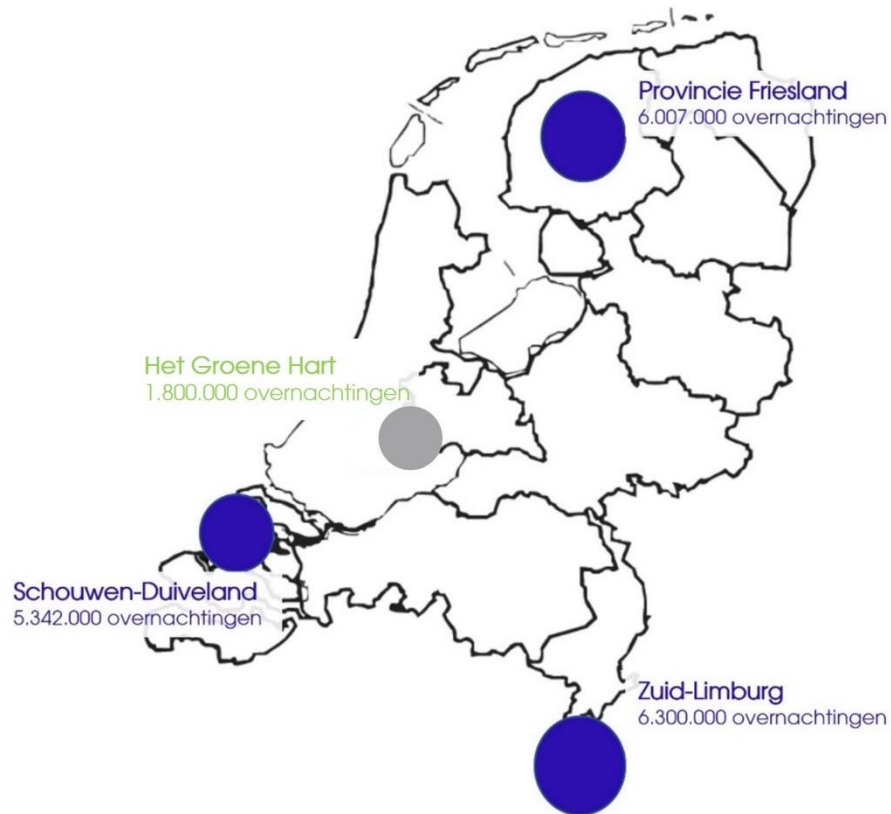 Provincie Friesland
6.007.000 overnachtingen
Het Groene Hart
1.800.000 overnachtingen
Schouwen-Duiveland
5.342.000 overnachtingen
Zuid-Limburg
6.300.000 overnachtingen